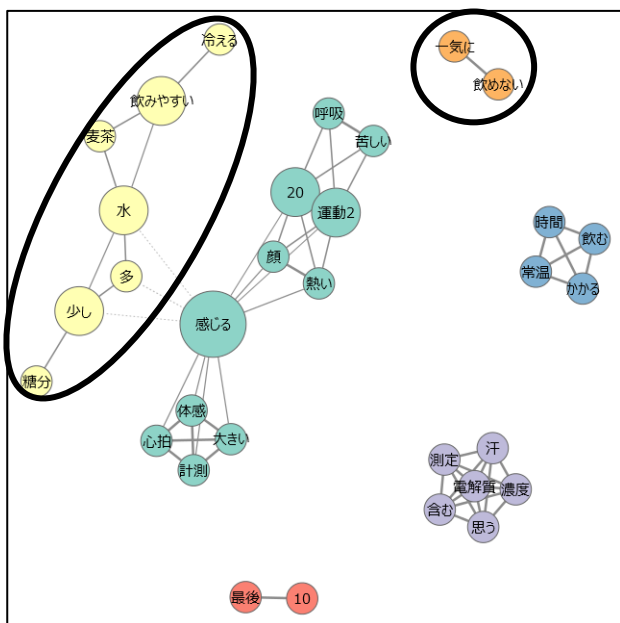 冷える
一気に
飲みやすい
飲めない
麦茶
呼吸
苦しい
20
水
運動2
時間
飲む
顔
多
熱い
常温
かかる
少し
感じる
糖分
体感
心拍
大きい
計測
汗
測定
電解質
濃度
含む
思う
最後
10